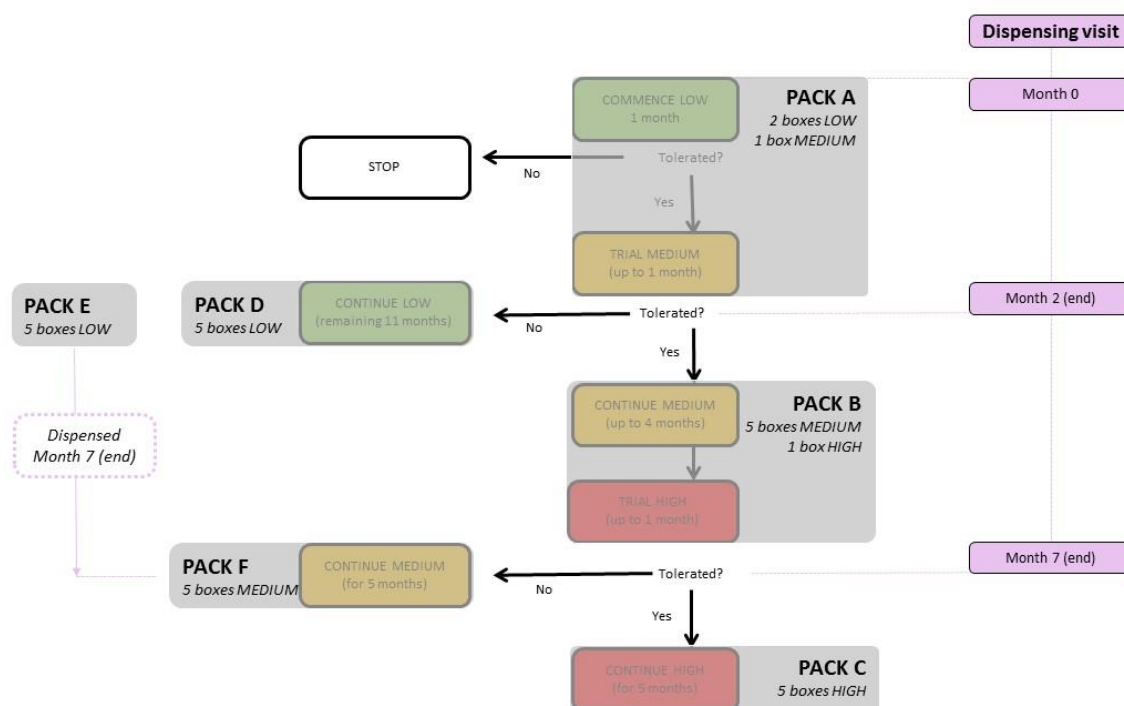 Dispensing visit
Month 0
COMMENCE LOW
1 month
PACK A
2 boxes LOW
1 box MEDIUM
Tolerated?
No
STOP
Yes
TRIAL MEDIUM
(up to 1 month)
Month 2 (end)
PACK E
5 boxes LOW
PACK D
5 boxes LOW
CONTINUE LOW
(remaining 11 months)
No
Tolerated?
Yes
CONTINUE MEDIUM
(up to 4 months)
PACK B
5 boxes MEDIUM
1 box HIGH
Dispensed
Month 7 (end)
TRIAL HIGH
(up to 1 month)
Month 7 (end)
PACK F
5 boxes MEDIUM
CONTINUE MEDIUM
(for 5 months)
No
Tolerated?
Yes
CONTINUE HIGH
(for 5 months)
PACK C
5 boxes HIGH